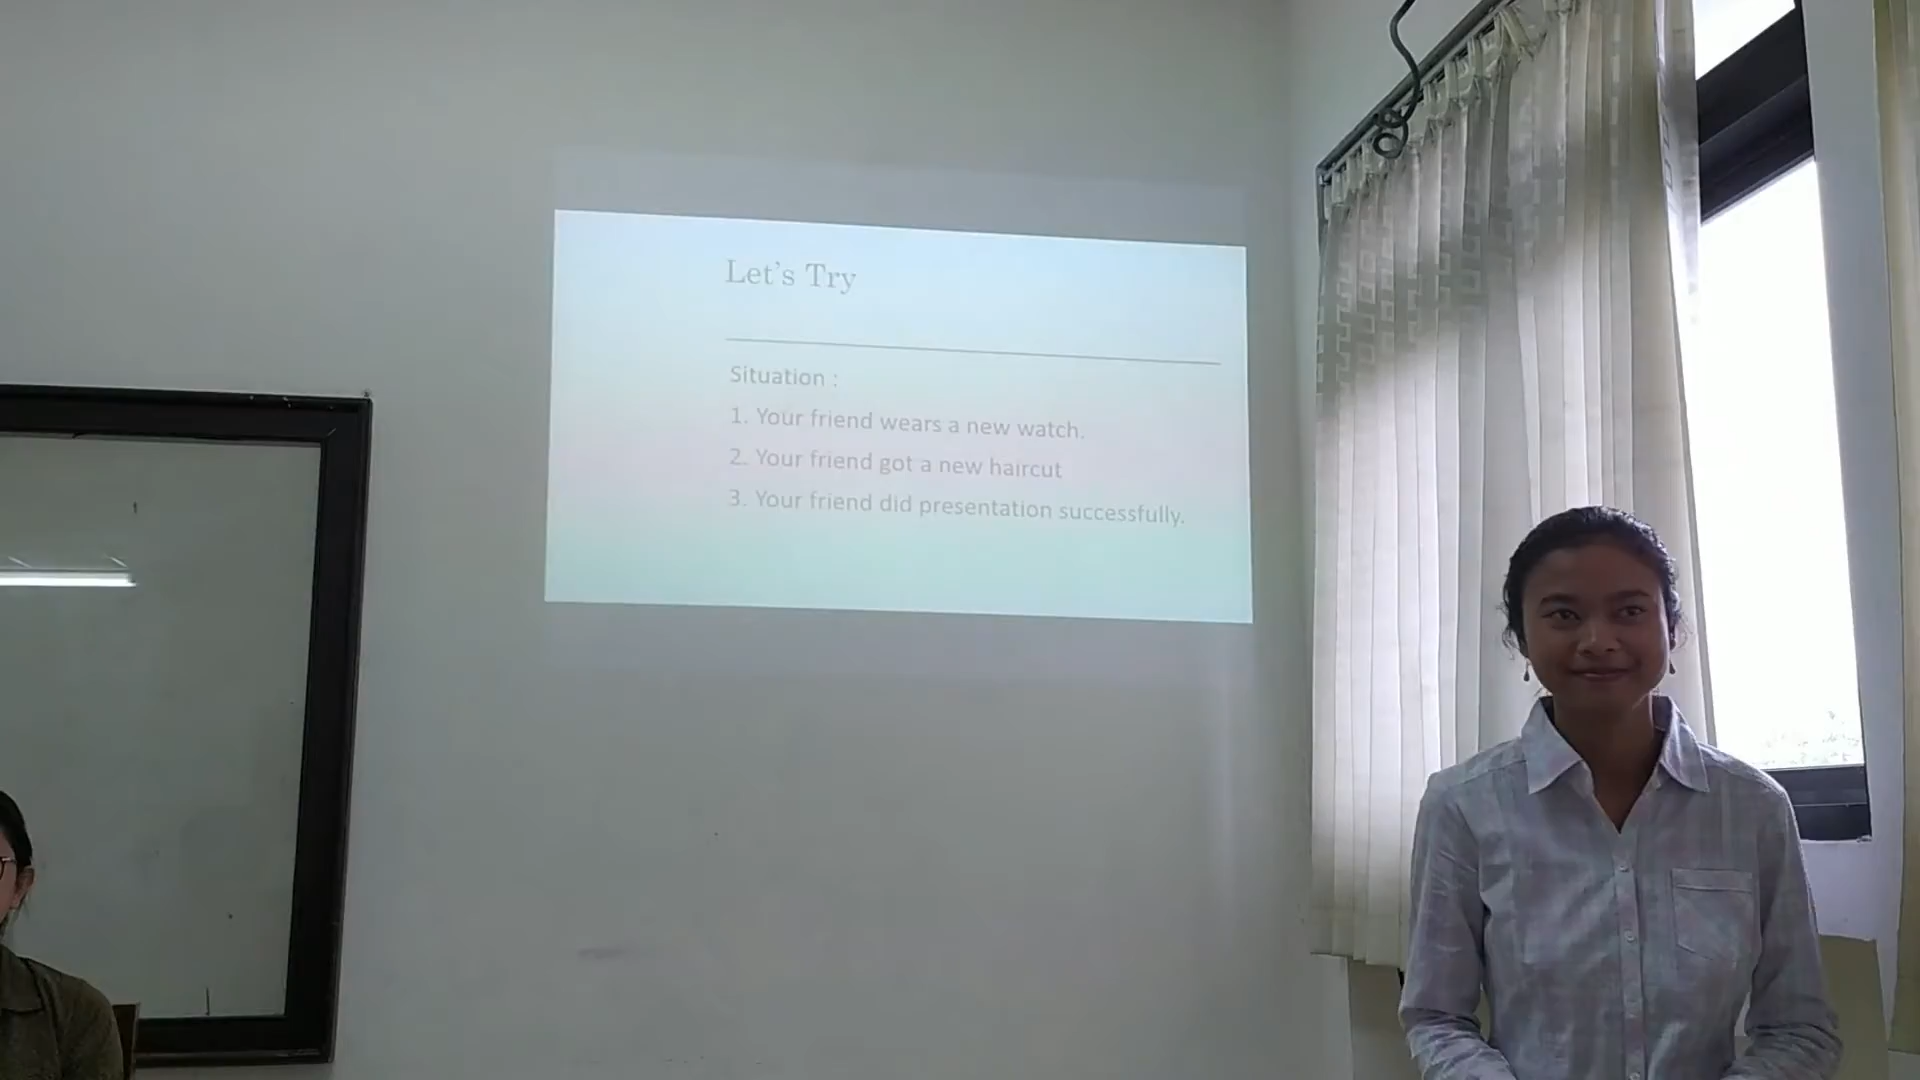 Let's Try
Situation :
1. Your friend wears a new watch.
2. Your friend got a new haircut
3. Your friend did presentation successfully.